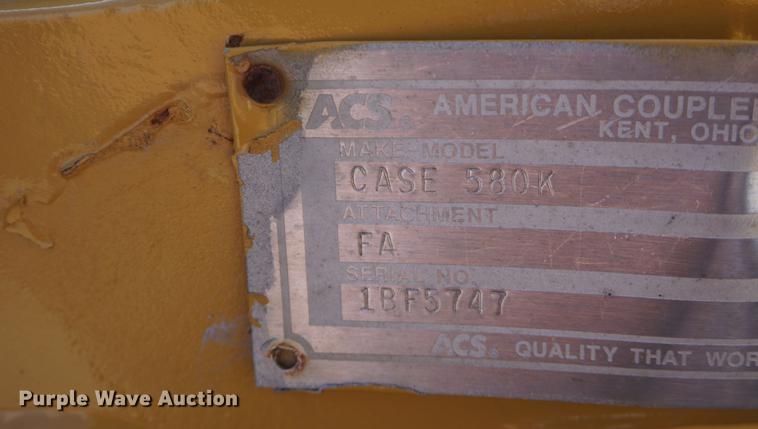 ACS® AMERICAN COUPLE
KENT, OHIO
MAKE-MODEL
CASE 580K
ATTACHMENT
FA
SERIAL NO.
1BF5747
ACS® QUALITY THAT WOR
Purple Wave Auction